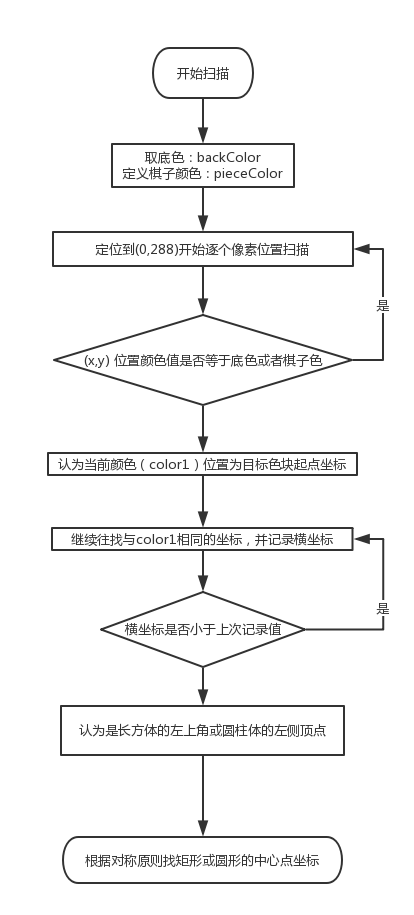 开始扫描
取底色：backColor
定义棋子颜色：pieceColor
定位到(0,288)开始逐个像素位置扫描
是
(x,y) 位置颜色值是否等于底色或者棋子色
认为当前颜色（color1）位置为目标色块起点坐标
继续往找与color1相同的坐标，并记录横坐标
是
横坐标是否小于上次记录值
认为是长方体的左上角或圆柱体的左侧顶点
根据对称原则找矩形或圆形的中心点坐标